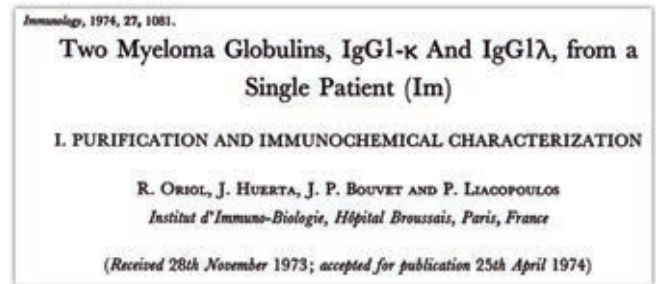 Immunology, 1974, 27, 1081.
Two Myeloma Globulins, IgG1-κ And IgG1λ, from a
Single Patient (Im)
I. PURIFICATION AND IMMUNOCHEMICAL CHARACTERIZATION
R. ORIOL, J. HUERTA, J. P. BOUVET AND P. LIACOPOULOS
Institut d'Immuno-Biologie, Hôpital Broussais, Paris, France
(Received 28th November 1973; accepted for publication 25th April 1974)